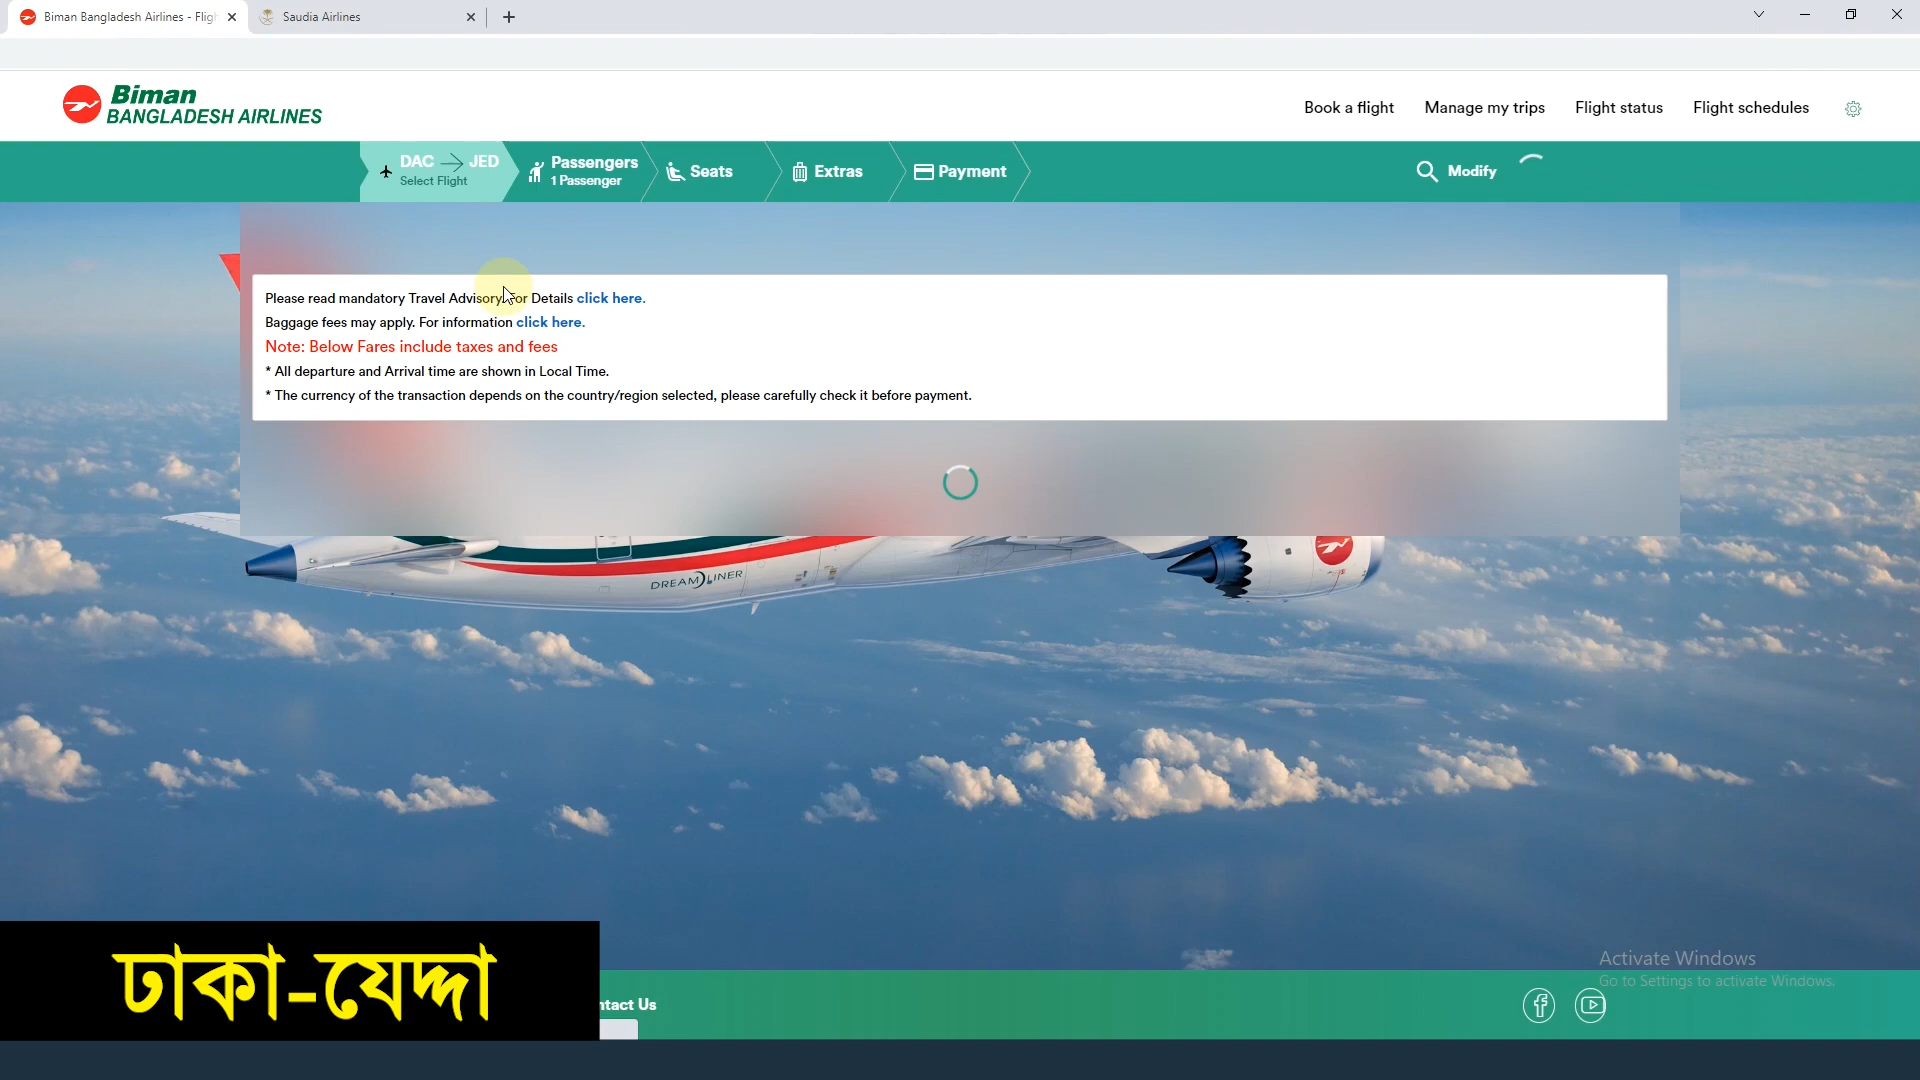 Biman Bangladesh Airlines - Fligh
Saudia Airlines
Biman
BANGLADESH AIRLINES
Book a flight
Manage my trips
Flight status
Flight schedules
DAC
JED
Select Flight
Passengers
1 Passenger
Seats
Extras
Payment
Modify
Please read mandatory Travel Advisory.For Details click here.
Baggage fees may apply. For information click here.
Note: Below Fares include taxes and fees
* All departure and Arrival time are shown in Local Time.
* The currency of the transaction depends on the country/region selected, please carefully check it before payment.
DREAMLINER
ঢাকা-যেদ্দা
ntact Us
Activate Windows
Go to Settings to activate Windows.